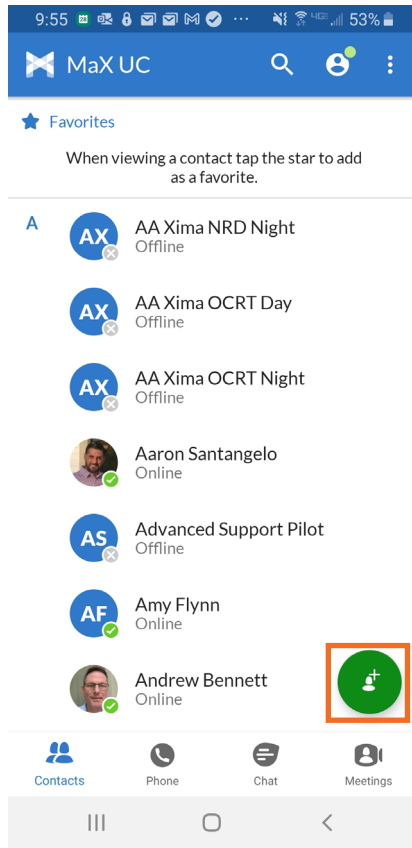 9:55 53%
MaX UC
Favorites
When viewing a contact tap the star to add
as a favorite.
A
AX
AA Xima NRD Night
Offline
AX
AA Xima OCRT Day
Offline
AX
AA Xima OCRT Night
Offline
Aaron Santangelo
Online
AS
Advanced Support Pilot
Offline
AF
Amy Flynn
Online
Andrew Bennett
Online
Contacts Phone Chat Meetings